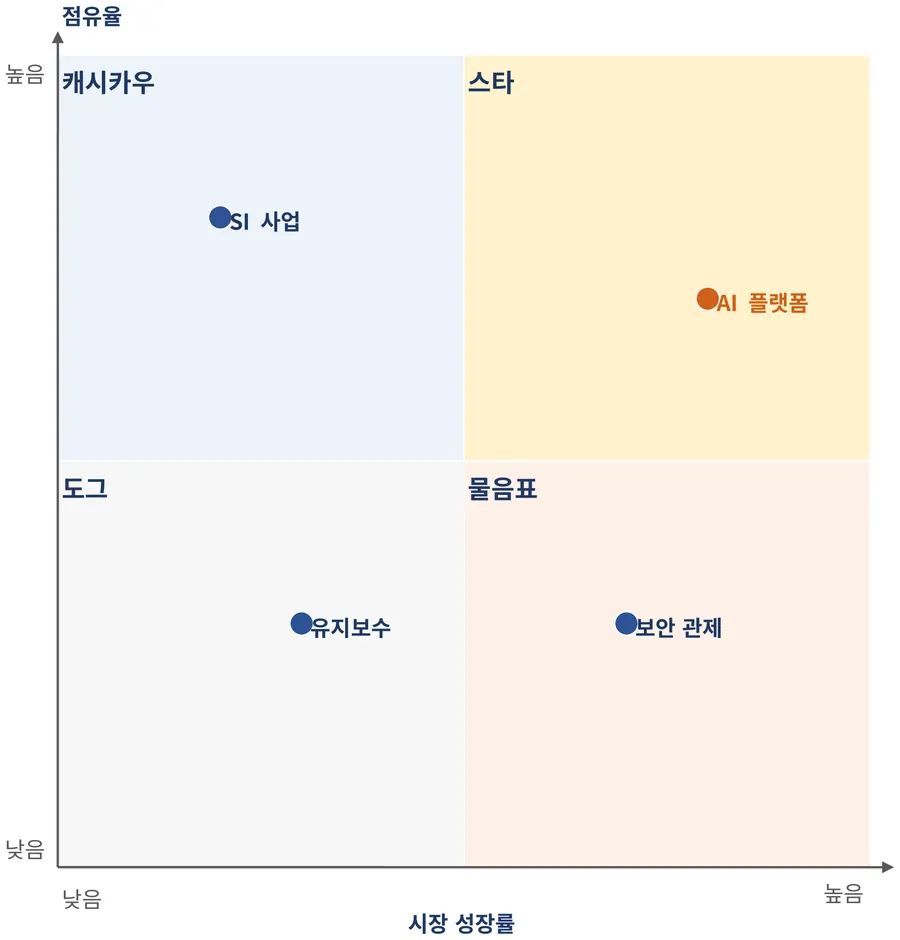 점유율
높음
캐시카우
스타
SI 사업
AI 플랫폼
도그
물음표
유지보수
보안 관제
낮음
낮음
높음
시장 성장률